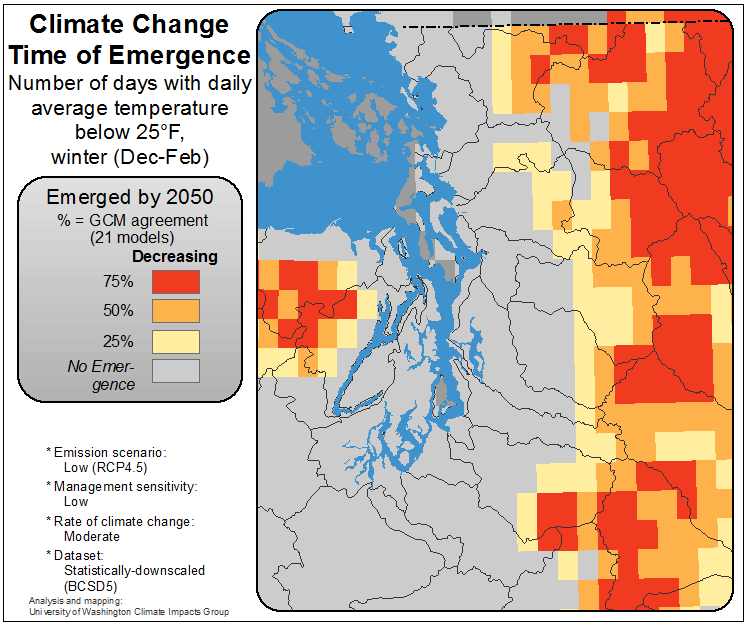 Climate Change
Time of Emergence
Number of days with daily
average temperature
below 25°F,
winter (Dec-Feb)
Emerged by 2050
% = GCM agreement
(21 models)
Decreasing
75%
50%
25%
No Emer-
gence
* Emission scenario:
Low (RCP4.5)
* Management sensitivity:
Low
* Rate of climate change:
Moderate
* Dataset:
Statistically-downscaled
(BCSD5)
Analysis and mapping:
University of Washington Climate Impacts Group